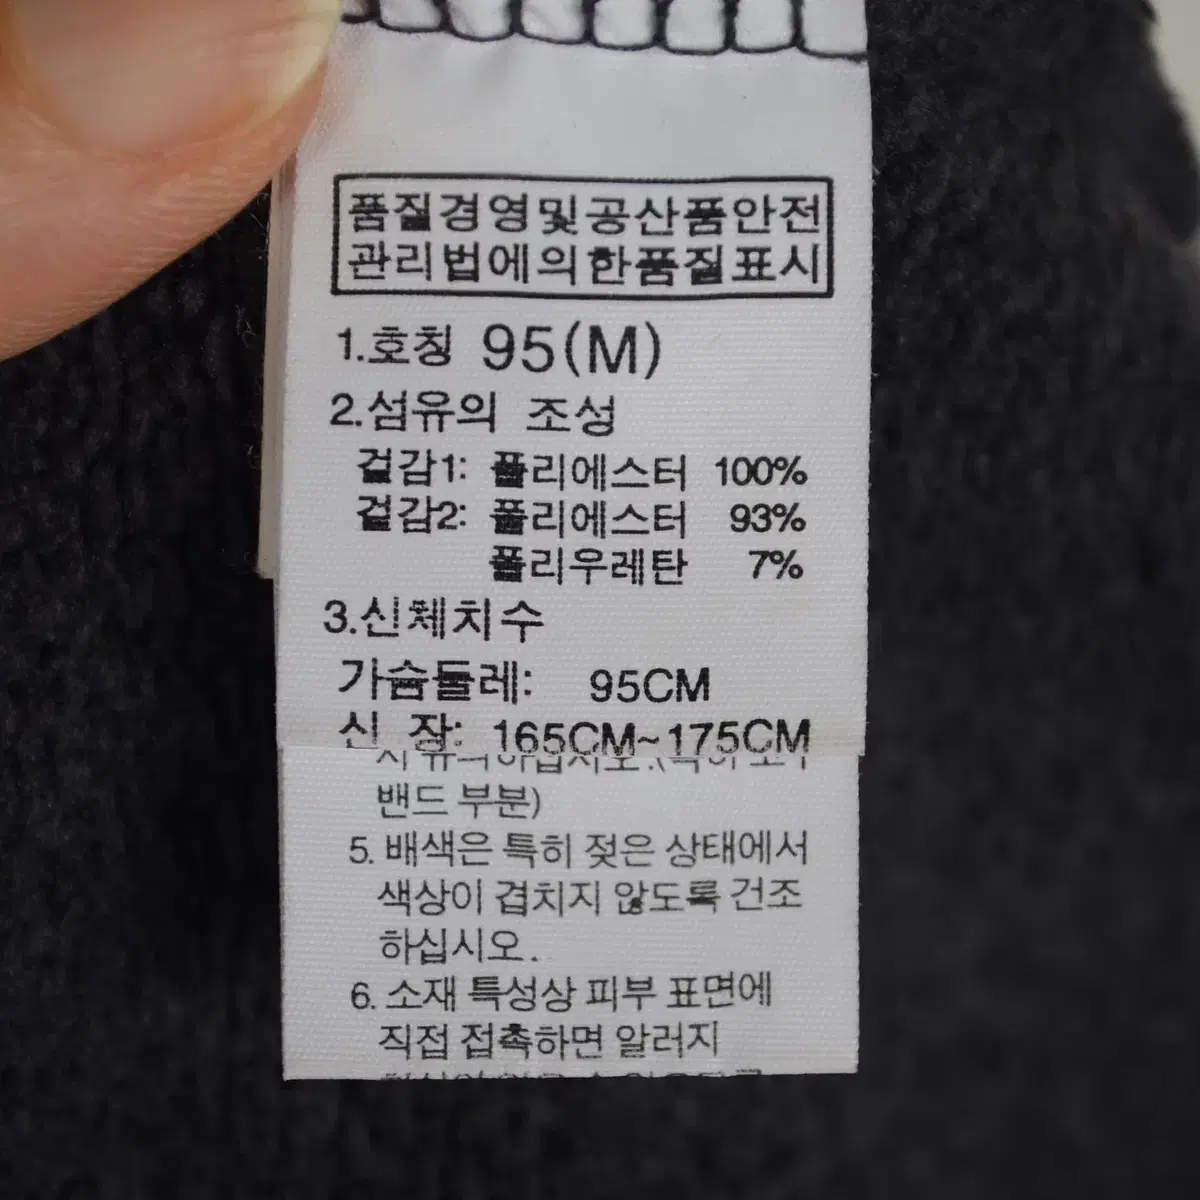 품질경영및공산품안전
관리법에의한품질표시
1.호칭 95(M)
2.섬유의 조성
겉감1: 폴리에스터 100%
겉감2: 폴리에스터 93%
폴리우레탄 7%
3.신체치수
가슴둘레: 95CM
신 장: 165CM~175CM
밴드 부분)
5. 배색은 특히 젖은 상태에서
색상이 겹치지 않도록 건조
하십시오.
6. 소재 특성상 피부 표면에
직접 접촉하면 알러지